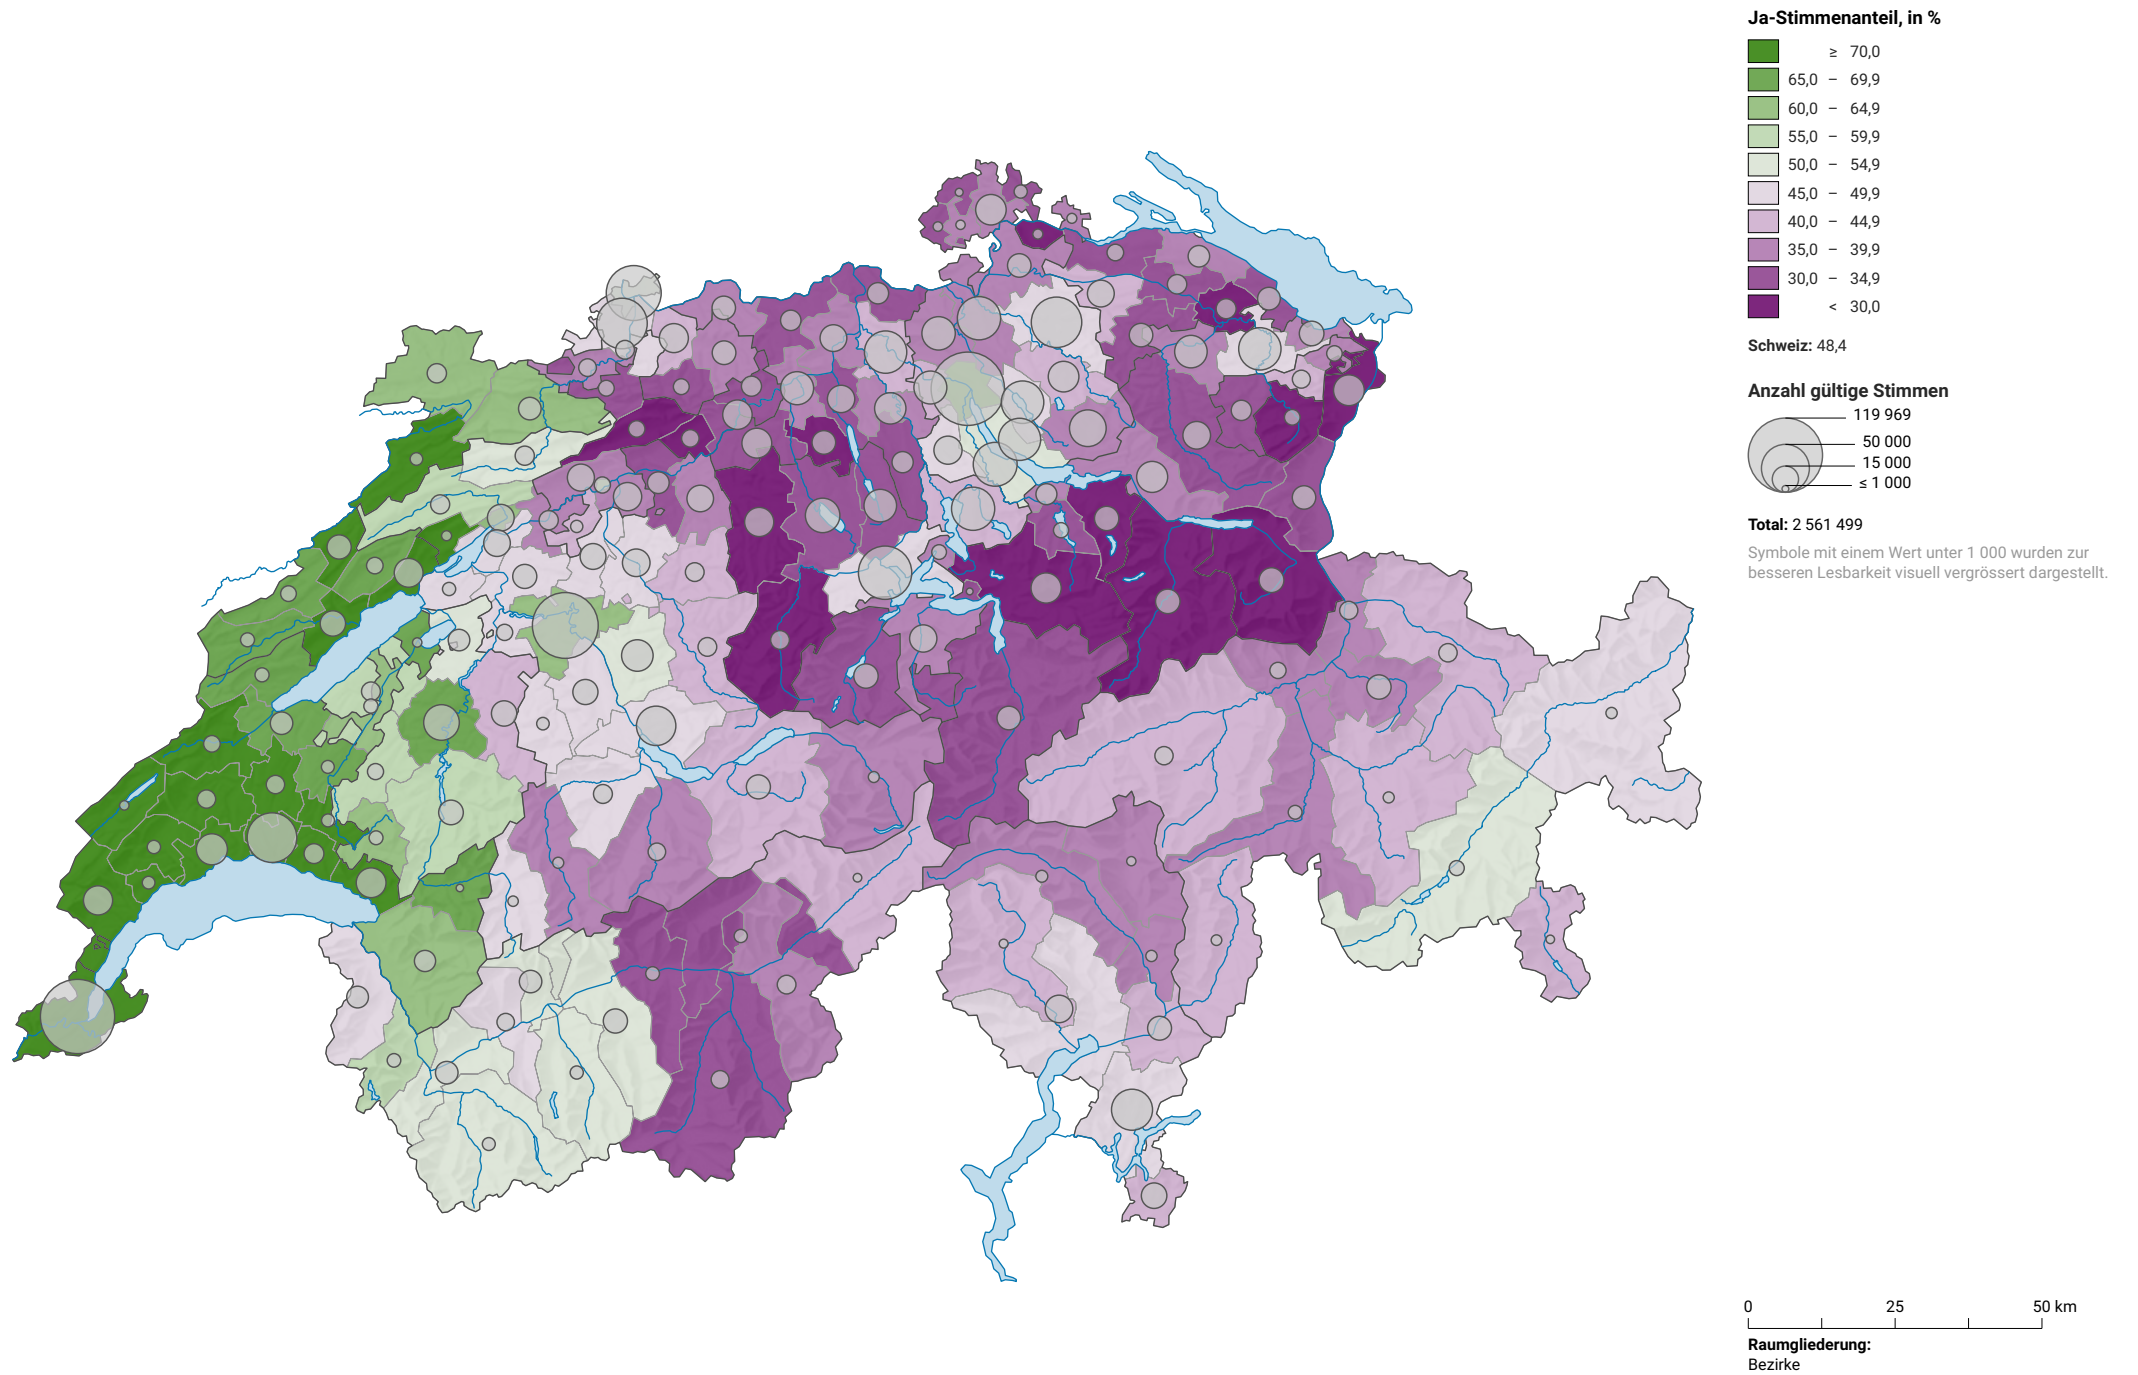 Ja-Stimmenanteil, in %
≥ 70,0
65,0 – 69,9
60,0 – 64,9
55,0 – 59,9
50,0 – 54,9
45,0 – 49,9
40,0 – 44,9
35,0 – 39,9
30,0 – 34,9
< 30,0
Schweiz: 48,4
Anzahl gültige Stimmen
119 969
50 000
15 000
≤ 1 000
Total: 2 561 499
Symbole mit einem Wert unter 1 000 wurden zur
besseren Lesbarkeit visuell vergrössert dargestellt.
0 25 50 km
Raumgliederung:
Bezirke